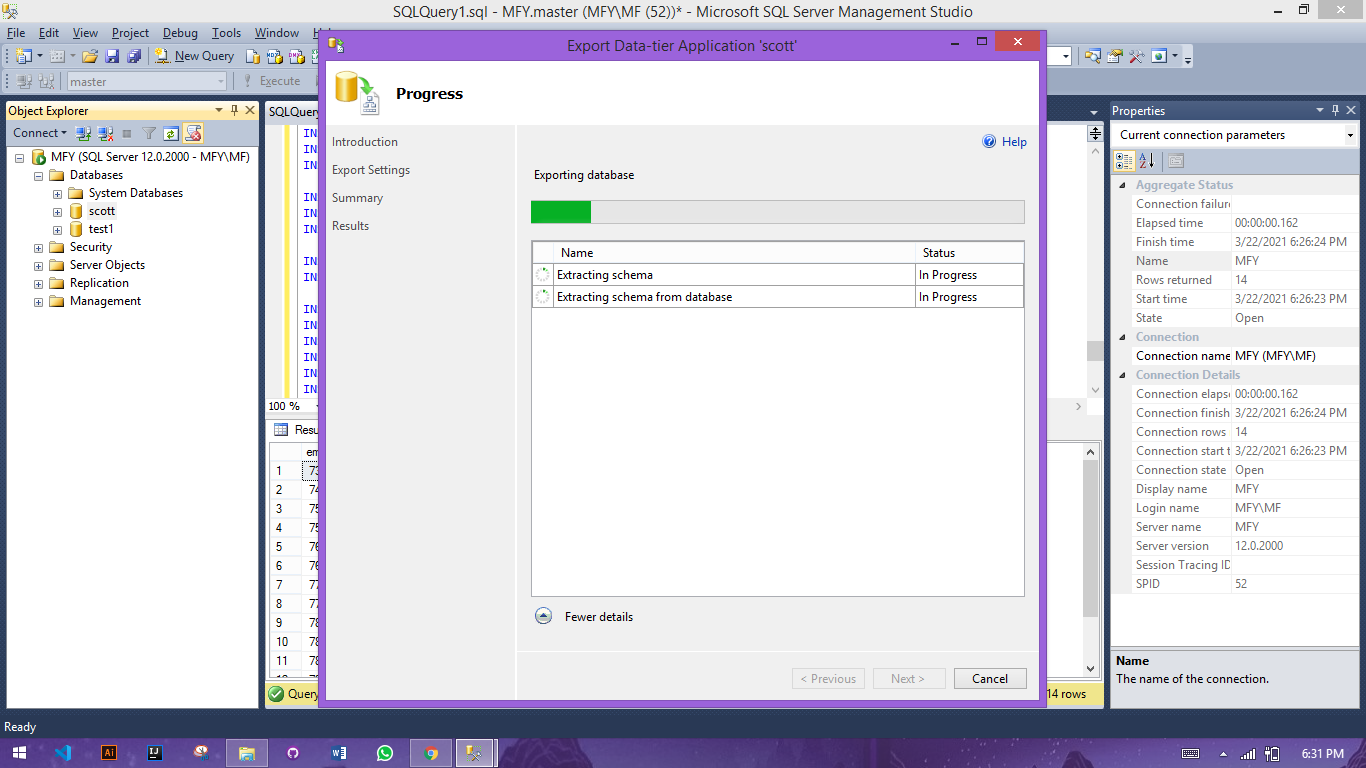 SQLQuery1.sql - MFY.master (MFY\MF (52))* - Microsoft SQL Server Management Studio
File Edit View Project Debug Tools Window
New Query
master
Execute
Object Explorer
Connect
MFY (SQL Server 12.0.2000 - MFY\MF)
Databases
System Databases
scott
test1
Security
Server Objects
Replication
Management
SQLQuery
IN
IN
IN
IN
IN
IN
IN
IN
IN
IN
IN
IN
IN
IN
100 %
Resu
em
1 73
2 74
3 75
4 75
5 76
6 76
7 77
8 77
9 78
10 78
11 78
Query
14 rows
Export Data-tier Application 'scott'
Progress
Introduction
Export Settings
Summary
Results
Help
Exporting database
Name Status
Extracting schema In Progress
Extracting schema from database In Progress
Fewer details
< Previous Next > Cancel
Properties
Current connection parameters
Aggregate Status
Connection failure
Elapsed time 00:00:00.162
Finish time 3/22/2021 6:26:24 PM
Name MFY
Rows returned 14
Start time 3/22/2021 6:26:23 PM
State Open
Connection
Connection name MFY (MFY\MF)
Connection Details
Connection elapse 00:00:00.162
Connection finish 3/22/2021 6:26:24 PM
Connection rows 14
Connection start t 3/22/2021 6:26:23 PM
Connection state Open
Display name MFY
Login name MFY\MF
Server name MFY
Server version 12.0.2000
Session Tracing ID
SPID 52
Name
The name of the connection.
Ready
6:31 PM